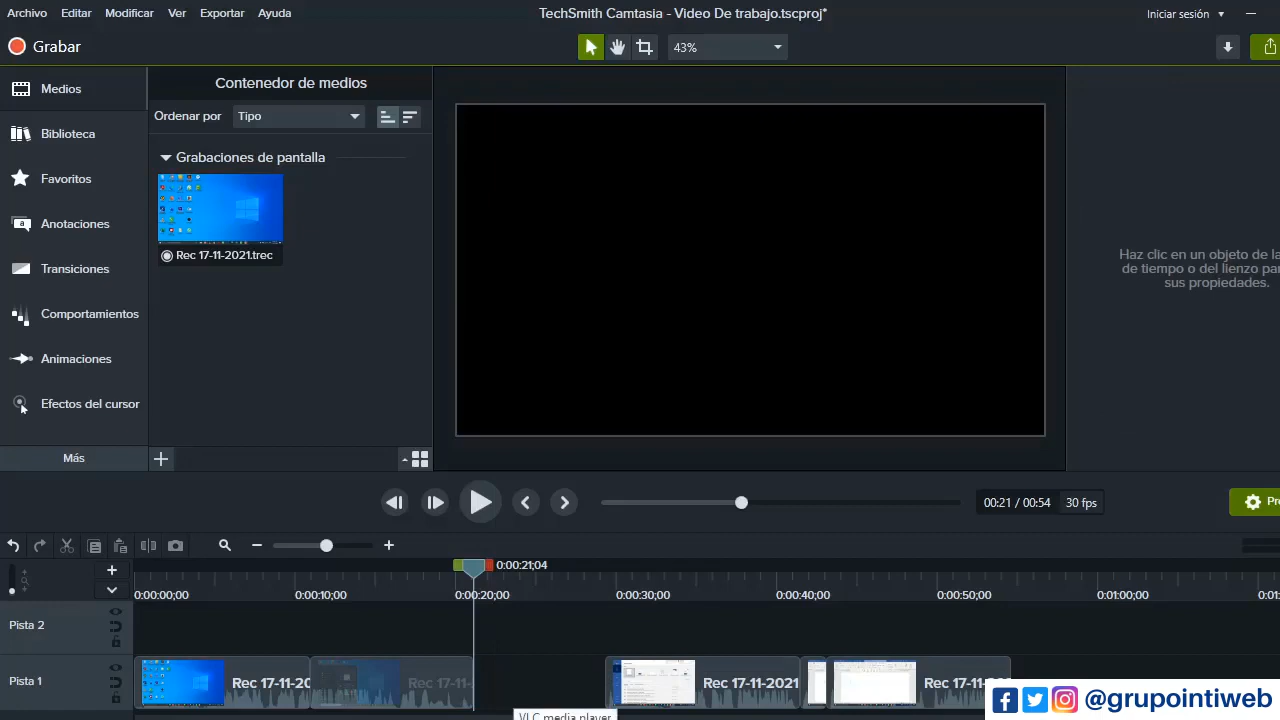 Archivo Editar Modificar Ver Exportar Ayuda
TechSmith Camtasia - Video De trabajo.tscproj*
Iniciar sesión
Grabar
43%
Medios
Biblioteca
Favoritos
Anotaciones
Transiciones
Comportamientos
Animaciones
Efectos del cursor
Más
Contenedor de medios
Ordenar por Tipo
Grabaciones de pantalla
Rec 17-11-2021.trec
Haz clic en un objeto de la
de tiempo o del lienzo
sus propiedades.
00:21 / 00:54 30 fps
0:00:21;04
0:00:00;00 0:00:10;00 0:00:20;00 0:00:30;00 0:00:40;00 0:00:50;00 0:01:00;00
Pista 2
Pista 1
Rec 17-11-20 Rec 17-11- Rec 17-11-2021 Rec 17-11-
VLC media player
@grupointiweb